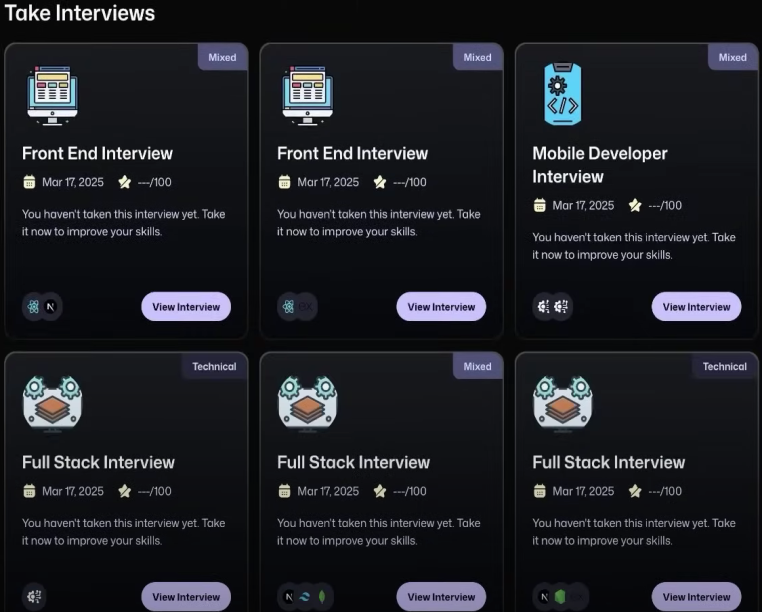 Take Interviews
Mixed
Front End Interview
Mar 17, 2025 ---/100
You haven't taken this interview yet. Take
it now to improve your skills.
N
View Interview
Mixed
Front End Interview
Mar 17, 2025 ---/100
You haven't taken this interview yet. Take
it now to improve your skills.
ex
View Interview
Mixed
</>
Mobile Developer
Interview
Mar 17, 2025 ---/100
You haven't taken this interview yet. Take
it now to improve your skills.
View Interview
Technical
Full Stack Interview
Mar 17, 2025 ---/100
You haven't taken this interview yet. Take
it now to improve your skills.
View Interview
Mixed
Full Stack Interview
Mar 17, 2025 ---/100
You haven't taken this interview yet. Take
it now to improve your skills.
N
View Interview
Technical
Full Stack Interview
Mar 17, 2025 ---/100
You haven't taken this interview yet. Take
it now to improve your skills.
N
View Interview